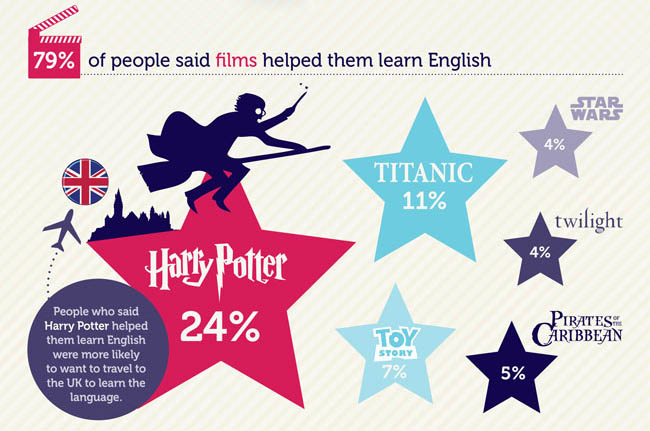 79% of people said films helped them learn English
STAR
WARS
4%
TITANIC
11%
twilight
4%
Harry Potter
24%
People who said
Harry Potter helped
them learn English
were more likely
to want to travel to
the UK to learn the
language.
TOY
STORY
7%
PIRATES OF THE
CARIBBEAN
5%